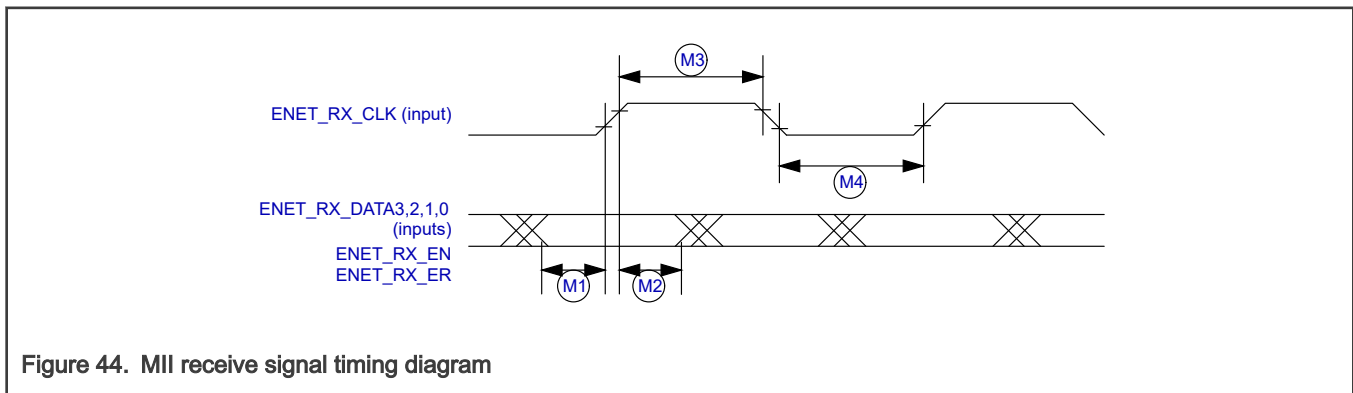 M3
ENET_RX_CLK (input)
M4
ENET_RX_DATA3,2,1,0
(inputs)
ENET_RX_EN
ENET_RX_ER
M1
M2
Figure 44. MII receive signal timing diagram